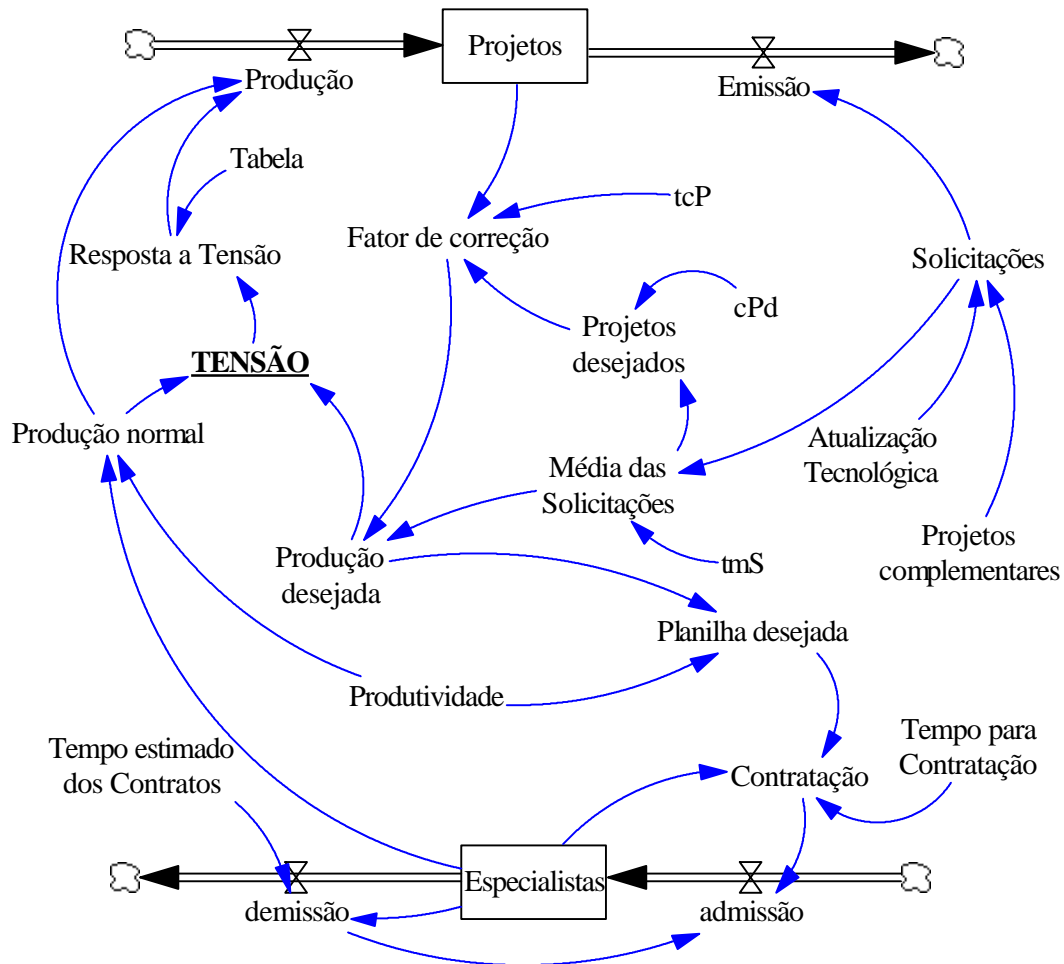 Projetos
Produção
Emissão
Tabela
tcP
Fator de correção
Resposta a Tensão
Solicitações
cPd
Projetos
desejados
TENSÃO
Produção normal
Atualização
Tecnológica
Média das
Solicitações
Projetos
complementares
Produção
desejada
tmS
Planilha desejada
Produtividade
Tempo estimado
dos Contratos
Tempo para
Contratação
Contratação
Especialistas
demissão
admissão